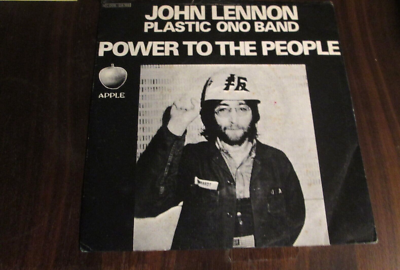 JOHN LENNON
PLASTIC ONO BAND
POWER TO THE PEOPLE
APPLE